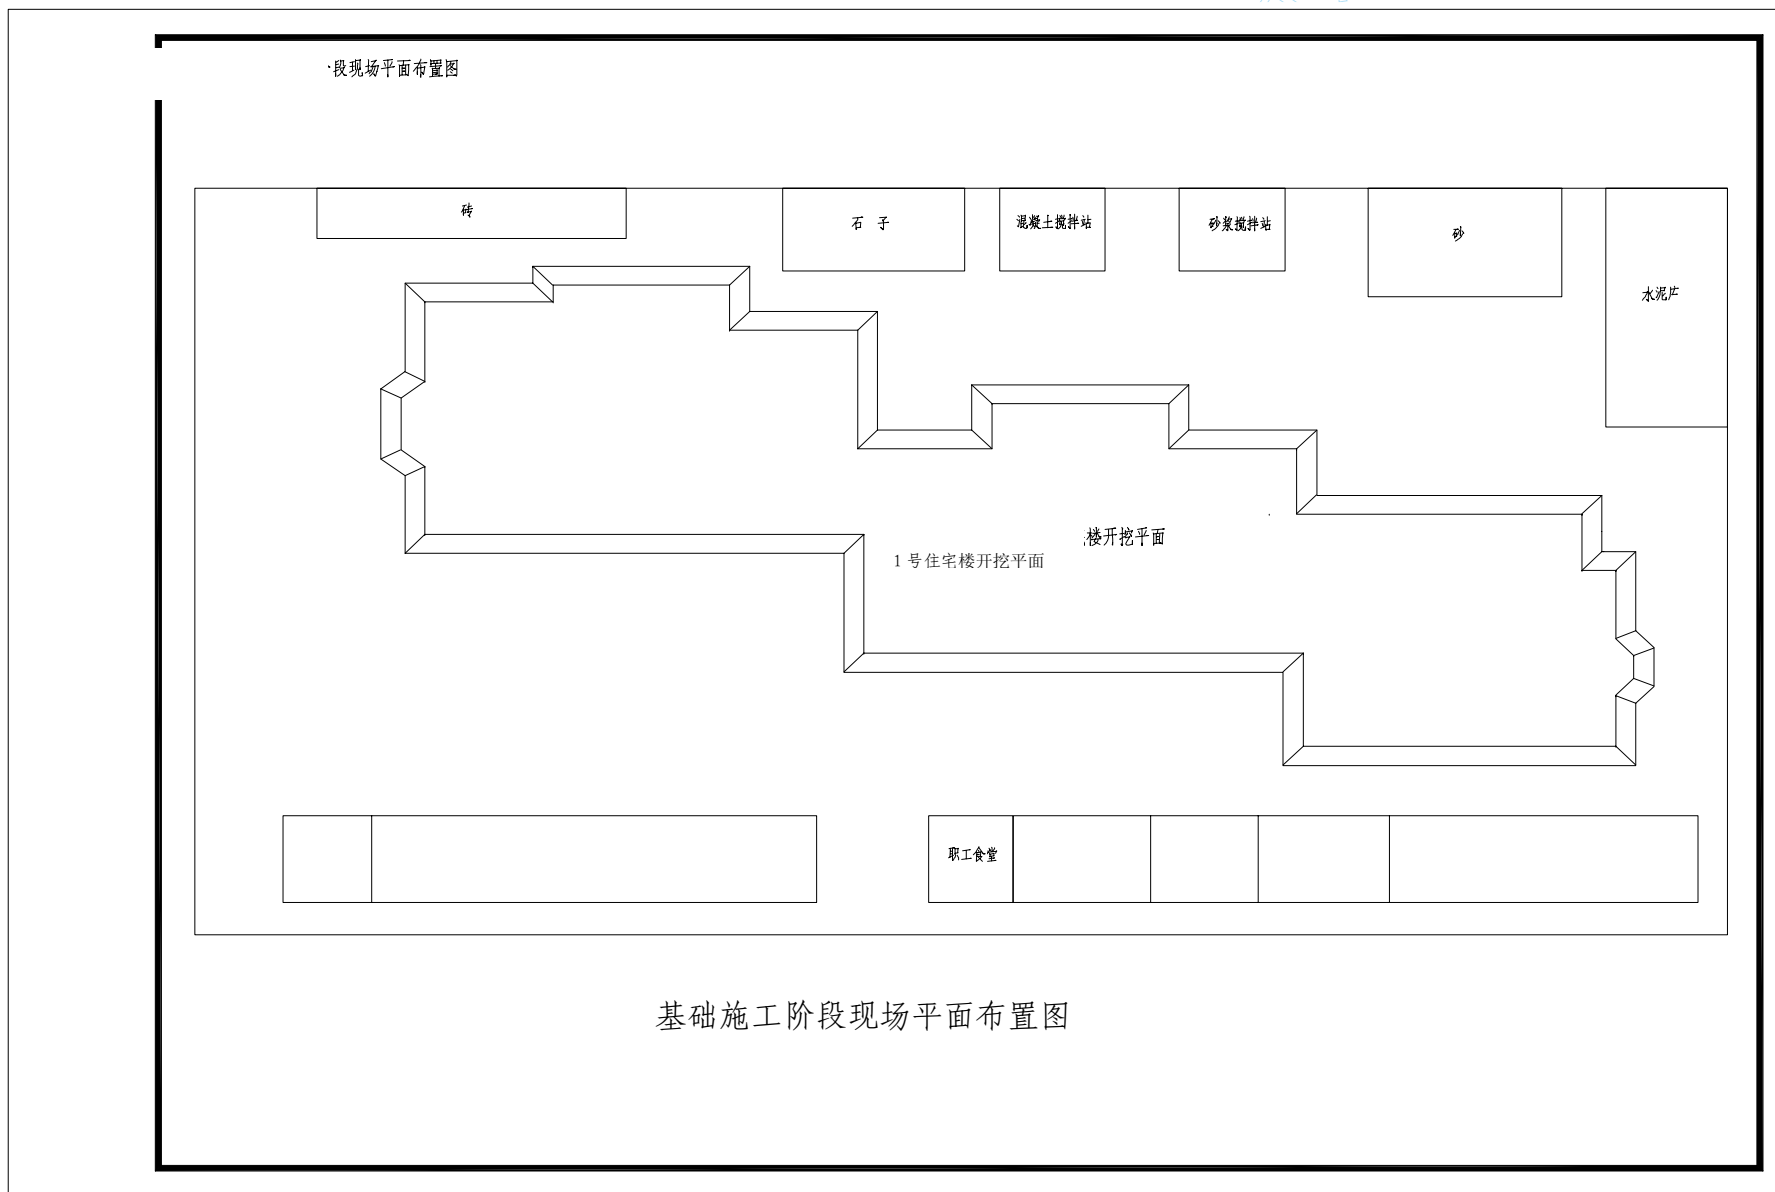 段现场平面布置图
砖
石 子
混凝土搅拌站
砂浆搅拌站
砂
水泥库
楼开挖平面
1号住宅楼开挖平面
职工食堂
基础施工阶段现场平面布置图